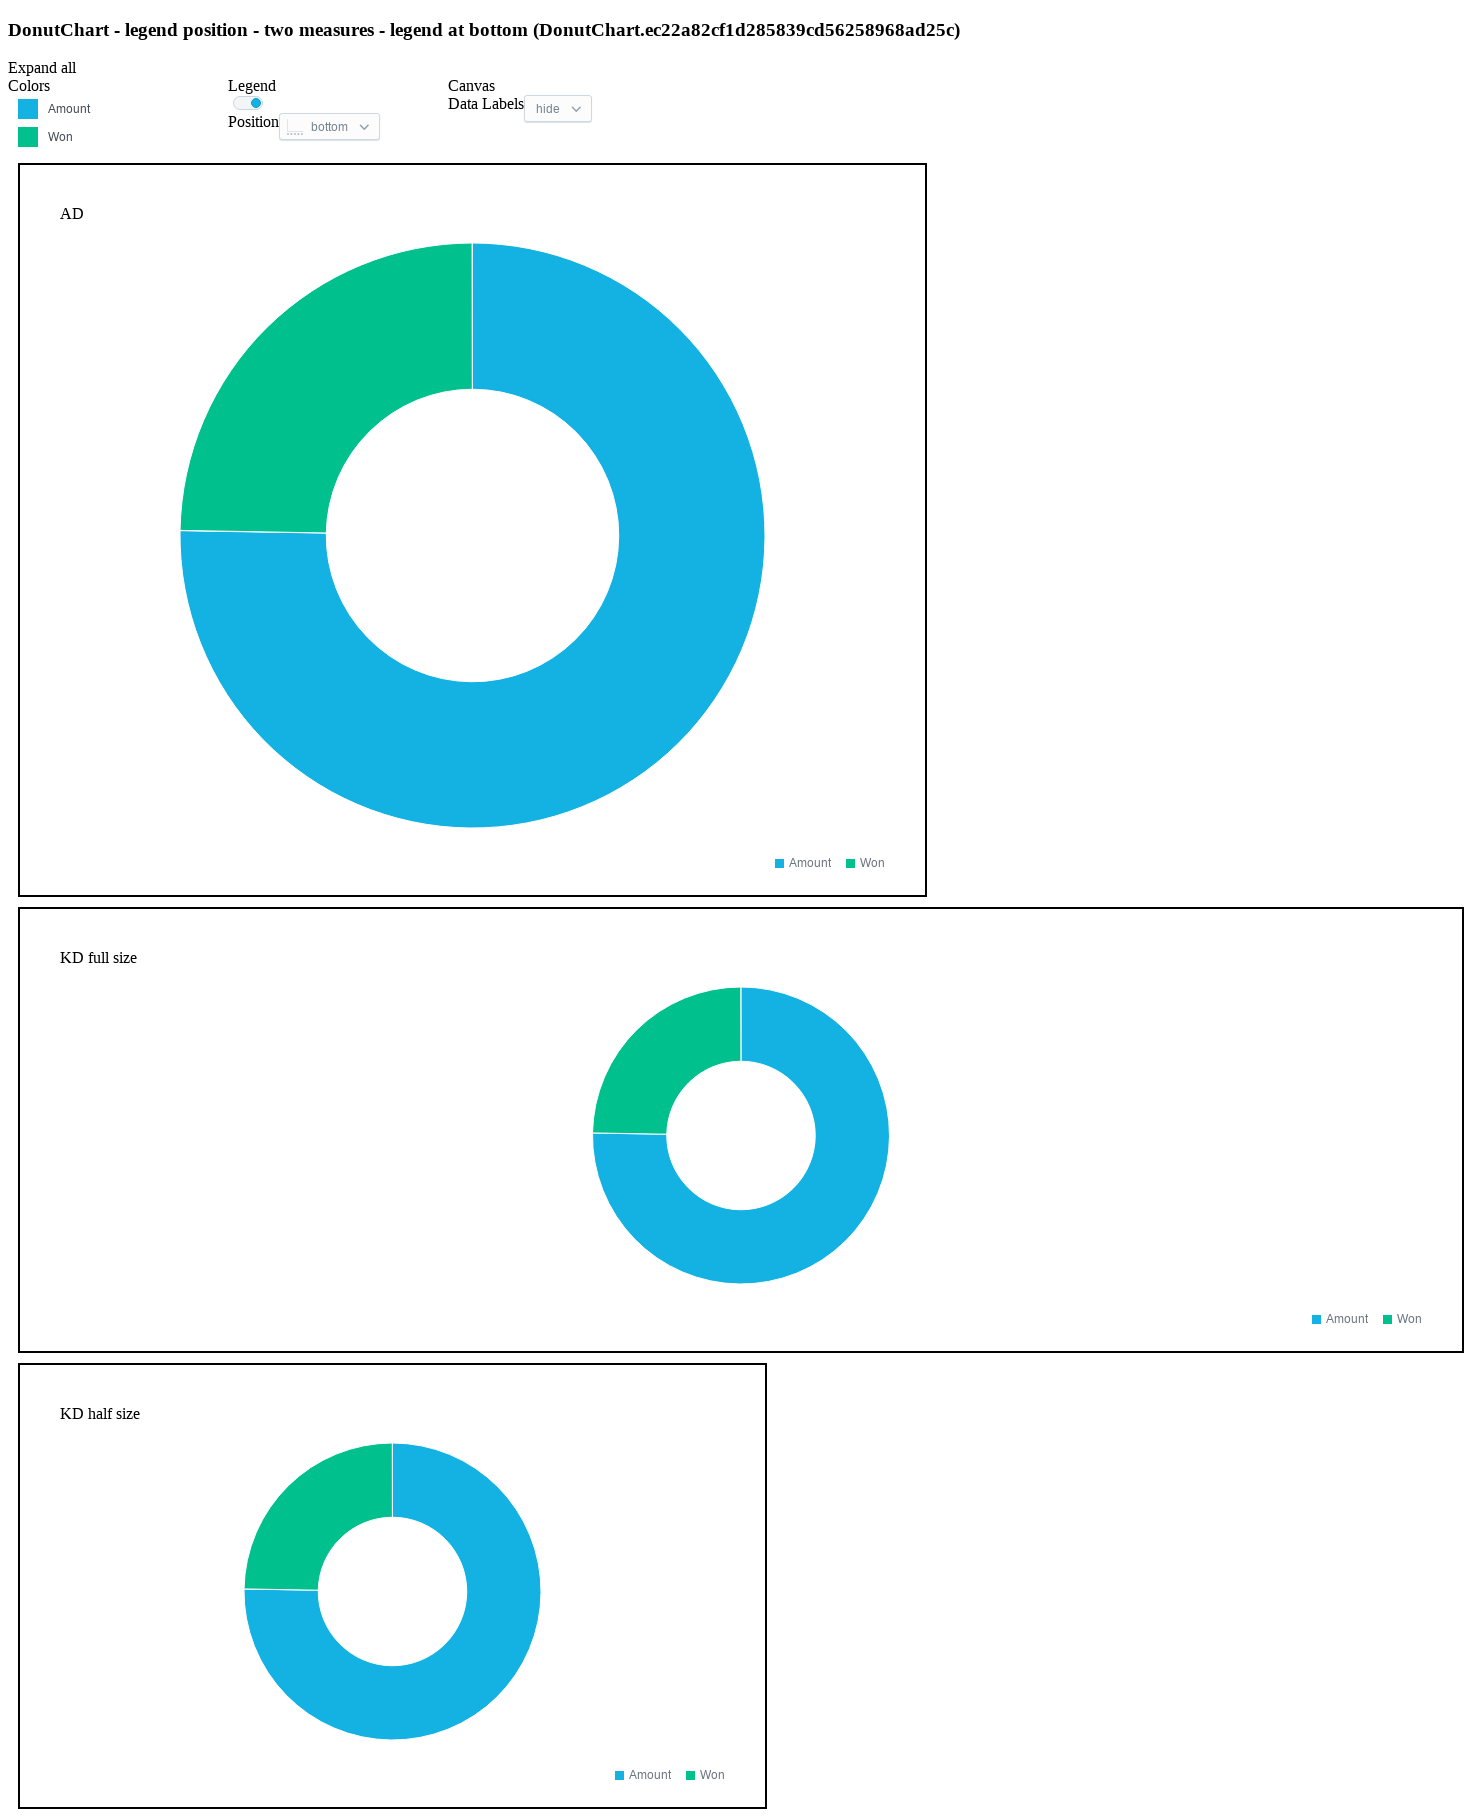 DonutChart - legend position - two measures - legend at bottom (DonutChart.ec22a82cf1d285839cd56258968ad25c)
Expand all
Colors
Amount
Won
Legend
Position bottom
Canvas
Data Labels hide
AD
Amount Won
KD full size
Amount Won
KD half size
Amount Won